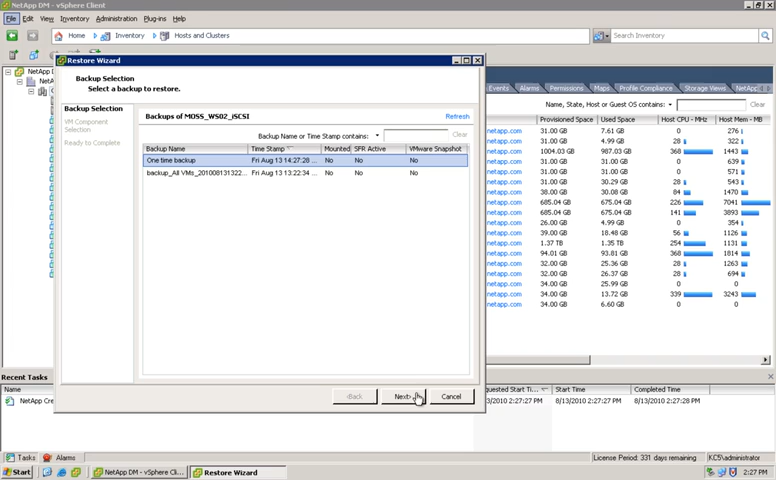 NetApp DM - vSphere Client
File Edit View Inventory Administration Plug-ins Help
Home Inventory Hosts and Clusters
Search Inventory
NetApp D
Restore Wizard
Backup Selection
Select a backup to restore.
Backup Selection
VM Component
Selection
Ready to Complete
Backups of MOSS_WS02_iSCSI
Refresh
Backup Name or Time Stamp contains:
Clear
Backup Name Time Stamp Mounted SFR Active VMware Snapshot
One time backup Fri Aug 13 14:27:28 ... No No No
backup_All VMs_201008131322... Fri Aug 13 13:22:34 ... No No No
Back Next Cancel
Events Alarms Permissions Maps Profile Compliance Storage Views NetApp
Name, State, Host or Guest OS contains:
Clear
Provisioned Space Used Space Host CPU - MHz Host Mem - MB
netapp.com 31.00 GB 7.61 GB 0 276
netapp.com 31.00 GB 4.99 GB 28 322
netapp.com 1004.03 GB 987.03 GB 368 1443
netapp.com 31.00 GB 31.00 GB 0 639
netapp.com 31.00 GB 31.00 GB 0 571
netapp.com 31.00 GB 30.29 GB 28 543
netapp.com 38.00 GB 30.08 GB 84 1470
netapp.com 685.04 GB 675.04 GB 226 7041
netapp.com 685.04 GB 675.04 GB 141 3893
netapp.com 26.00 GB 4.99 GB 0 354
netapp.com 39.00 GB 18.48 GB 56 1126
netapp.com 1.37 TB 1.35 TB 254 1131
netapp.com 94.01 GB 93.81 GB 368 1814
netapp.com 32.00 GB 25.36 GB 28 1263
netapp.com 32.00 GB 26.37 GB 28 694
netapp.com 34.00 GB 25.99 GB 0 0
netapp.com 34.00 GB 13.72 GB 339 3243
netapp.com 34.00 GB 6.60 GB 0 0
Recent Tasks
Name
quested Start Ti... Start Time Completed Time
NetApp Cre
3/2010 2:27:27 PM 8/13/2010 2:27:27 PM 8/13/2010 2:27:28 PM
Tasks Alarms
License Period: 331 days remaining KC5\administrator
Start NetApp DM - vSphere Cli... Restore Wizard 2:27 PM